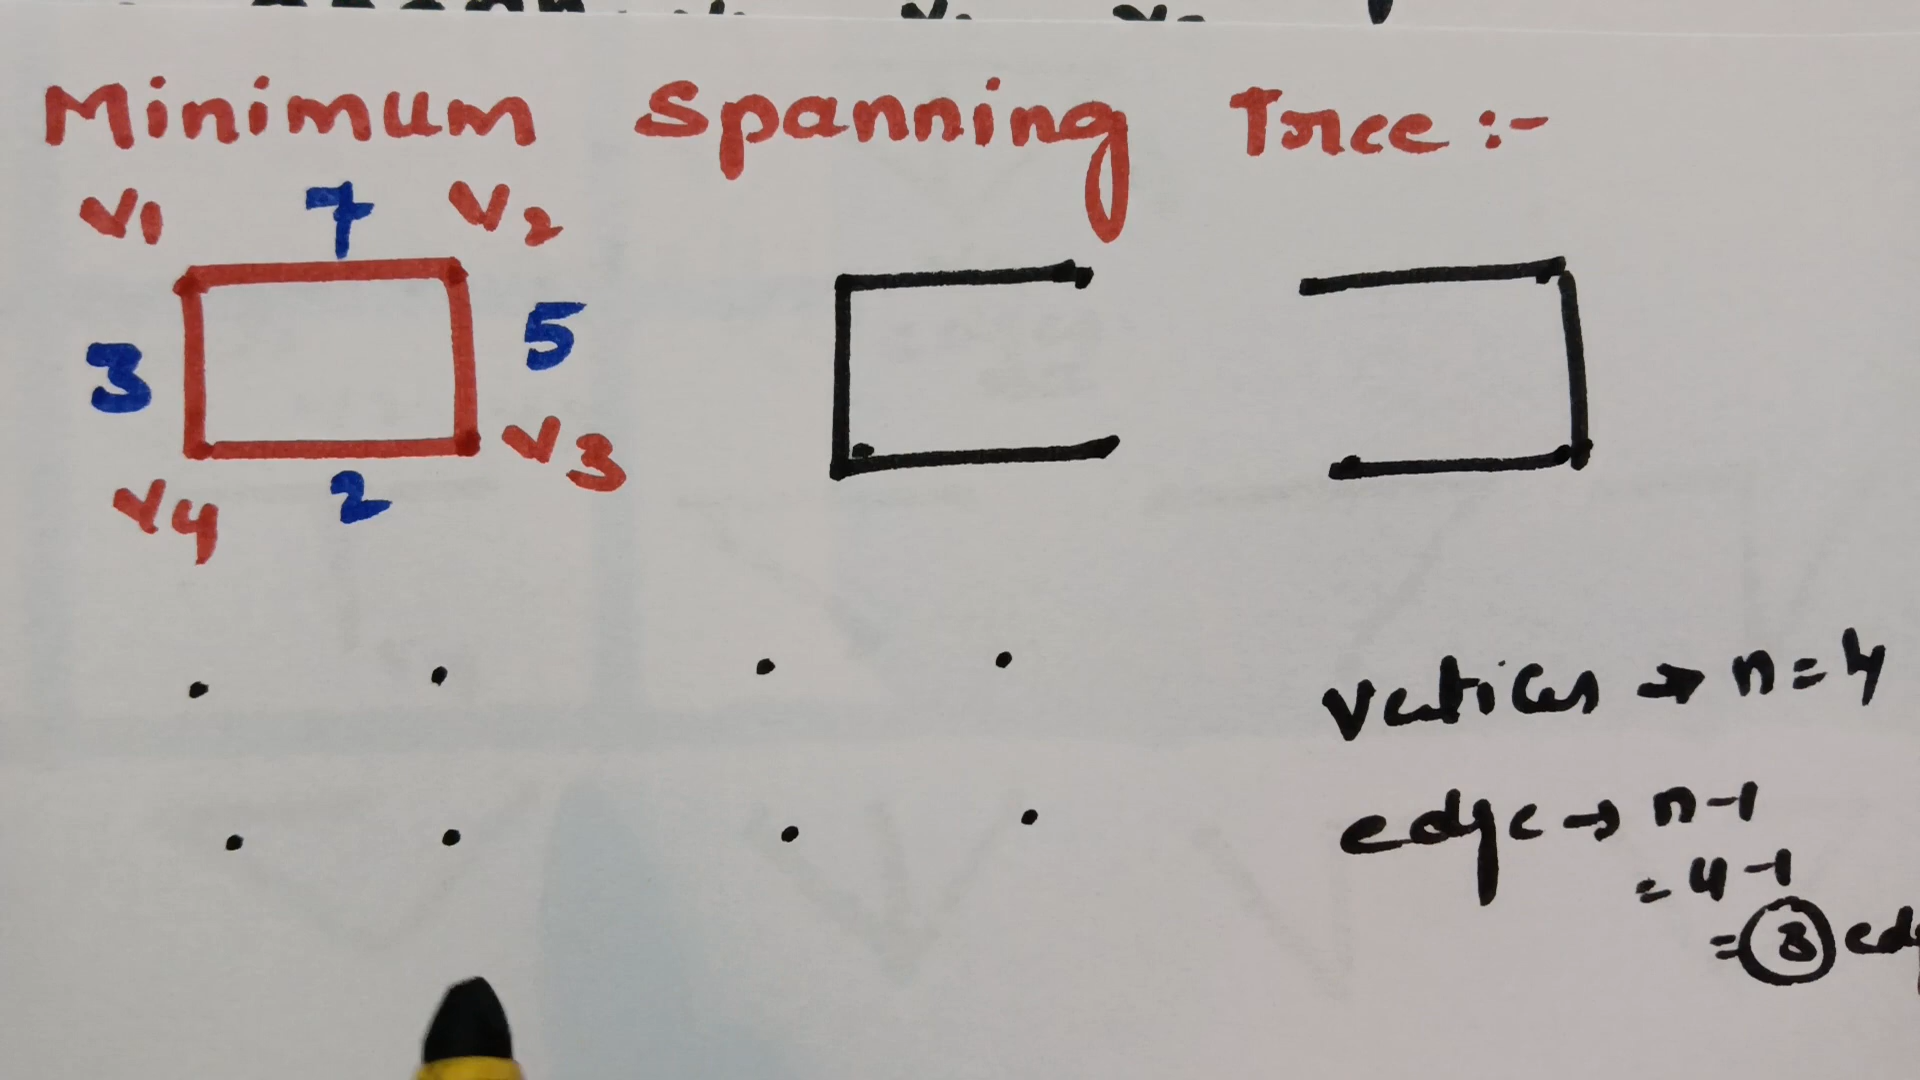 Minimum Spanning Tree :-
V1 7 V2
3 5
V4 2 V3
vertices → n=4
edge → n-1
= 4-1
= 3